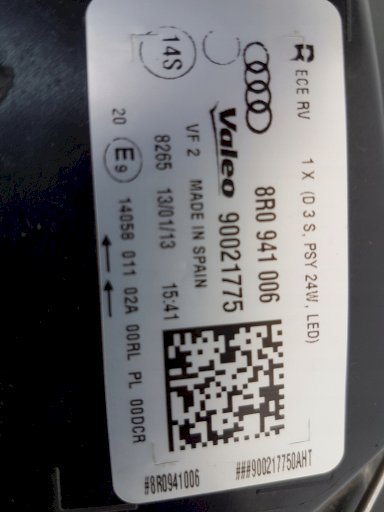 R ECE RV 1 X (D 3 S, PSY 24W, LED)
8R0 941 006
Valeo 90021775
14S
VF 2 MADE IN SPAIN
8265 13/01/13 15:41
20 E9 14058 011 02A 00RL PL 00DCR
#8R0941006 ###900217750AHT